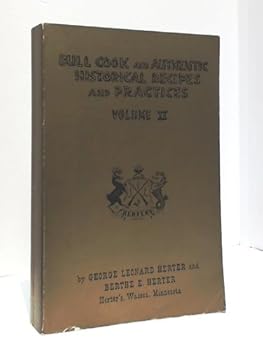 BULL COOK AND AUTHENTIC
HISTORICAL RECIPES
AND PRACTICES
VOLUME II
HERTER'S
by GEORGE LEONARD HERTER and
BERTHE E. HERTER
Herter's, Waseca, Minnesota